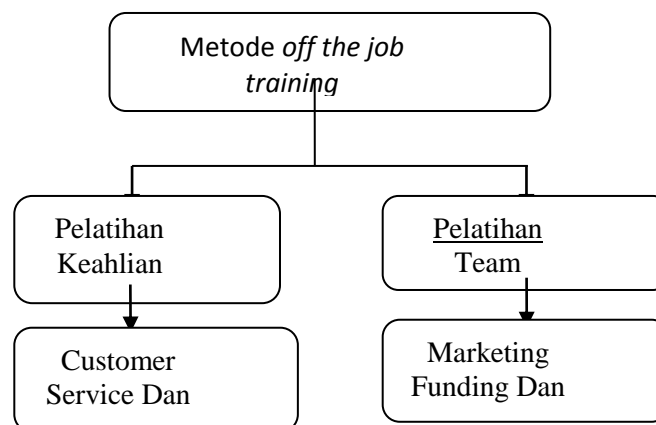 Metode off the job
training
Pelatihan
Keahlian
Pelatihan
Team
Customer
Service Dan
Marketing
Funding Dan